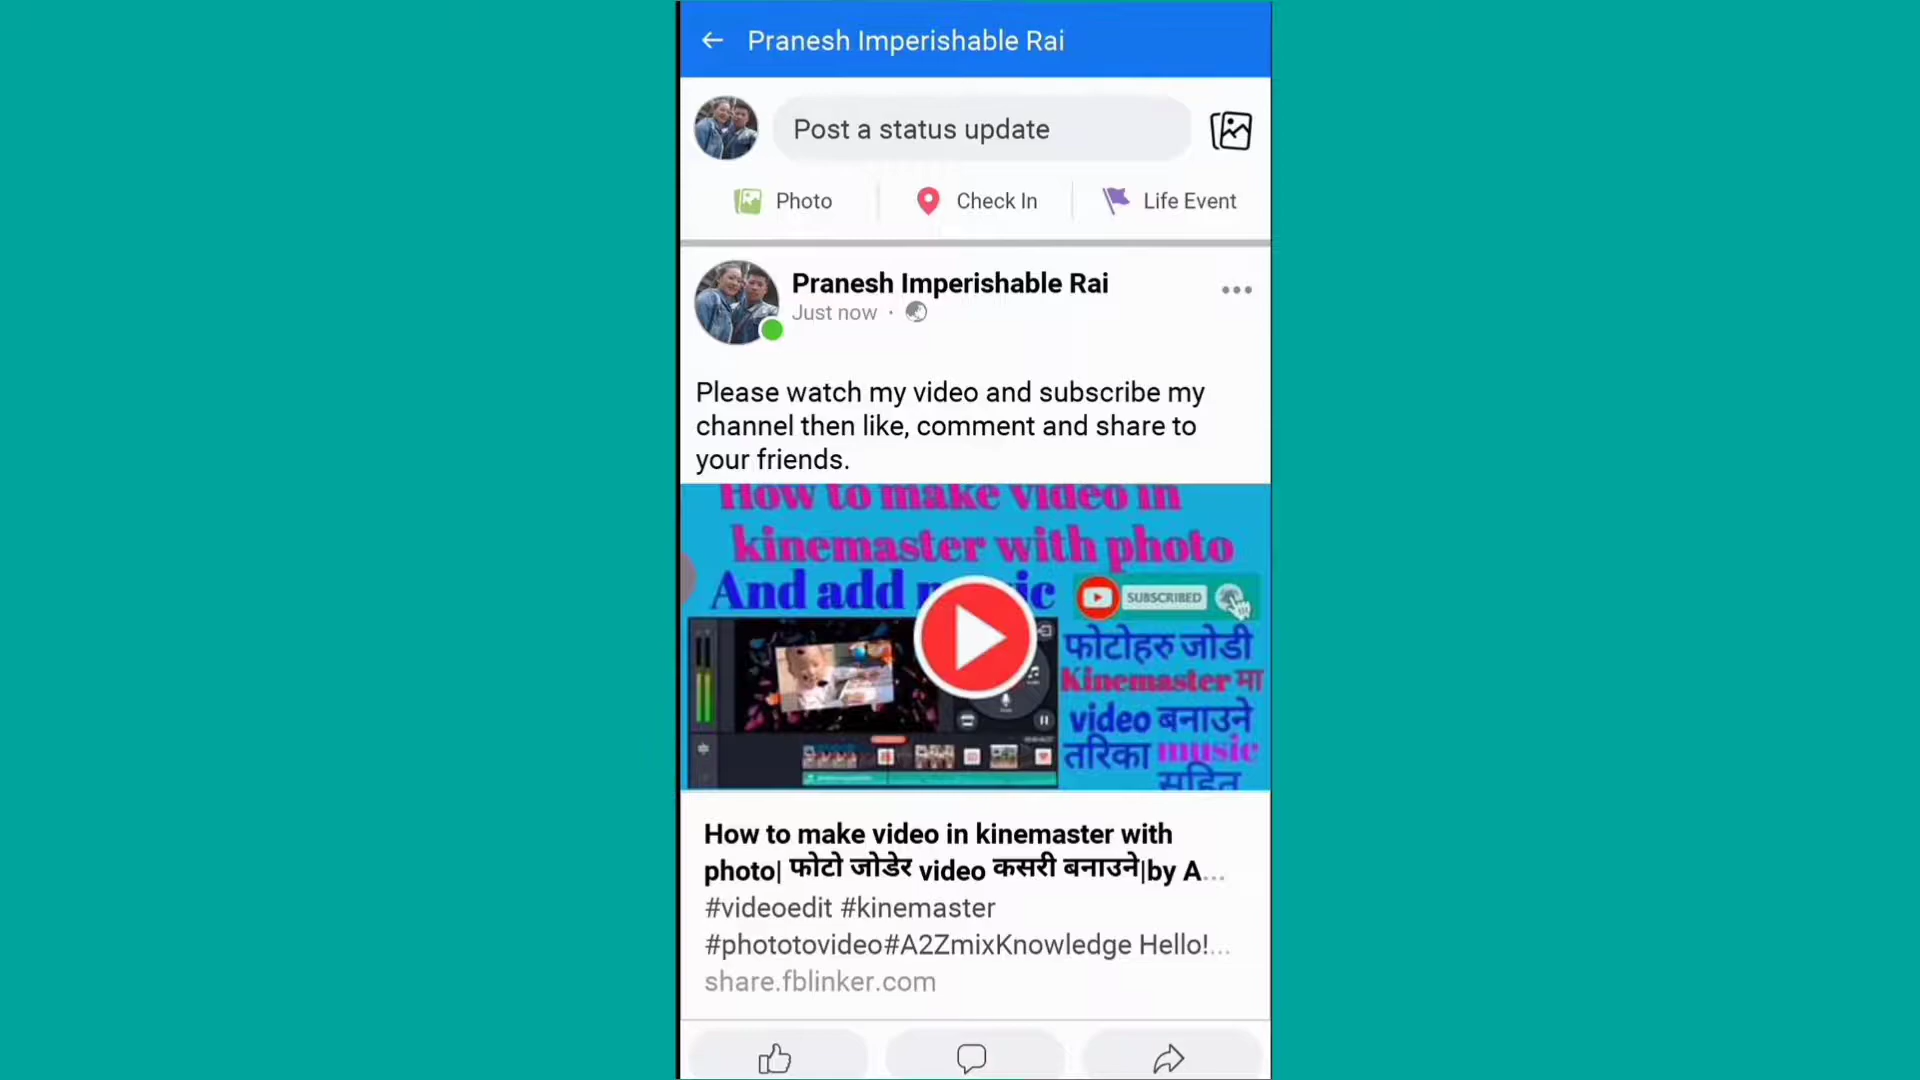 Pranesh Imperishable Rai
Post a status update
Photo
Check In
Life Event
Pranesh Imperishable Rai
Just now ·
Please watch my video and subscribe my
channel then like, comment and share to
your friends.
How to make video in
kinemaster with photo
And add
SUBSCRIBED
फोटोहरु जोडी
Kinemaster मा
video बनाउने
तरिका music
सहित
How to make video in kinemaster with
photo| फोटो जोडेर video कसरी बनाउने|by A...
#videoedit #kinemaster
#phototovideo#A2ZmixKnowledge Hello!...
share.fblinker.com